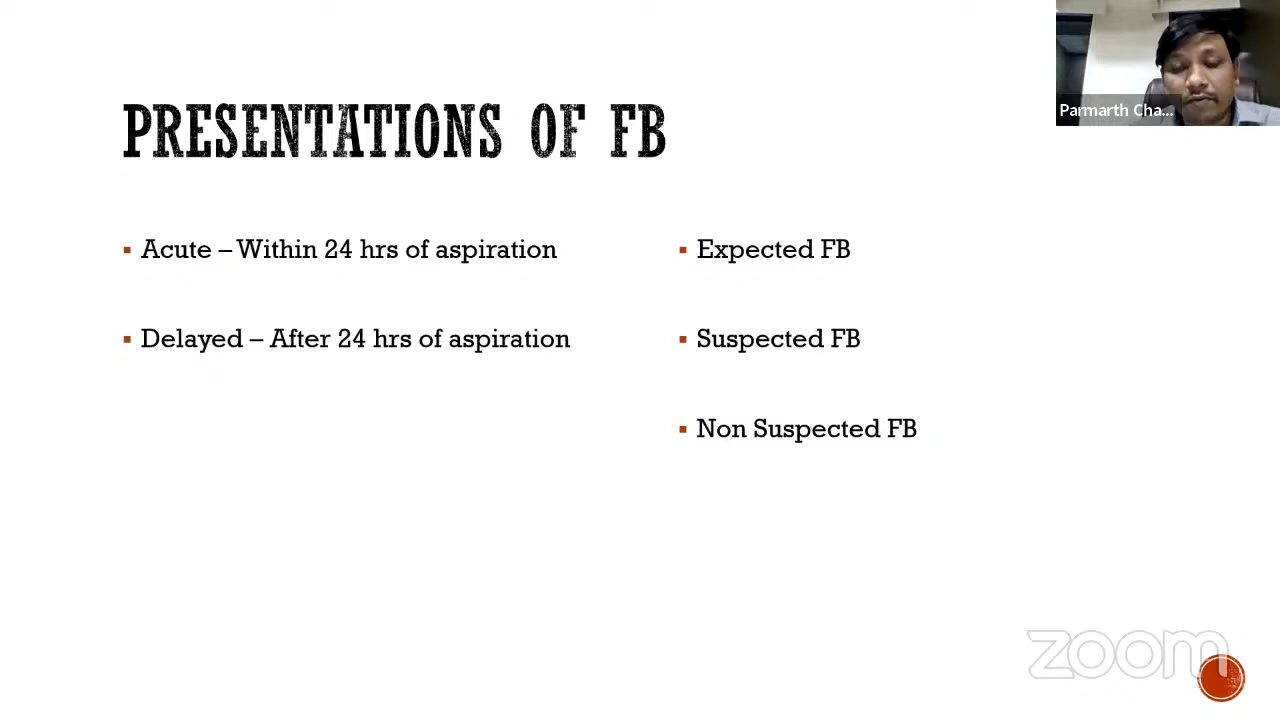 PRESENTATIONS OF FB
Acute – Within 24 hrs of aspiration
Delayed – After 24 hrs of aspiration
Expected FB
Suspected FB
Non Suspected FB
Parmarth Cha...
zoom